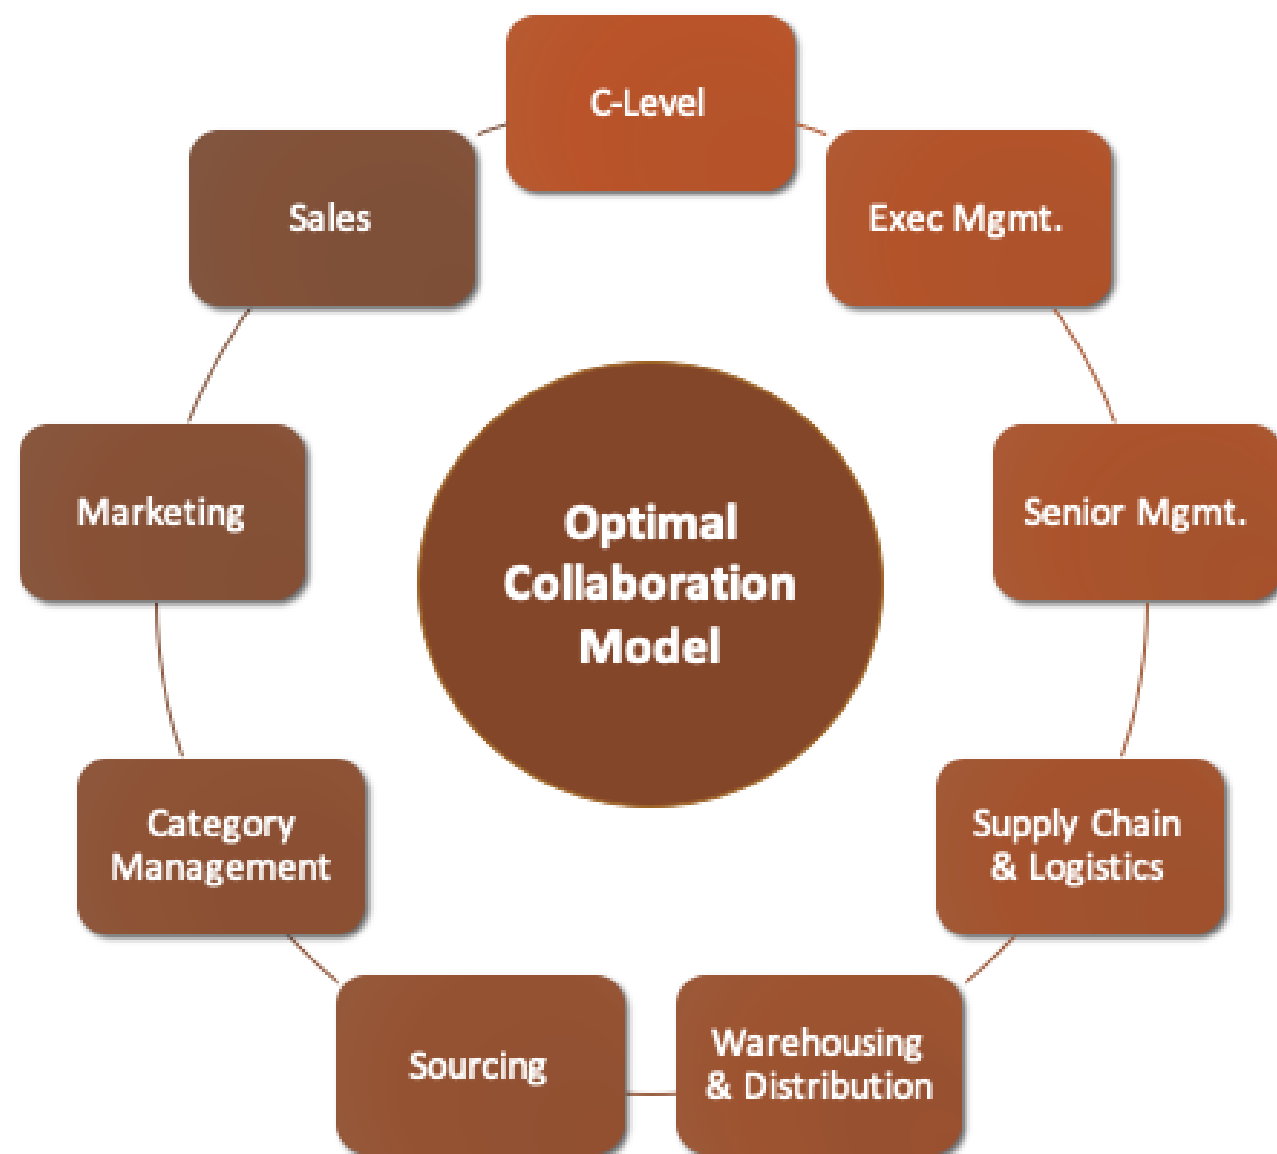 C-Level
Exec Mgmt.
Senior Mgmt.
Supply Chain
& Logistics
Warehousing
& Distribution
Sourcing
Category
Management
Marketing
Sales
Optimal
Collaboration
Model